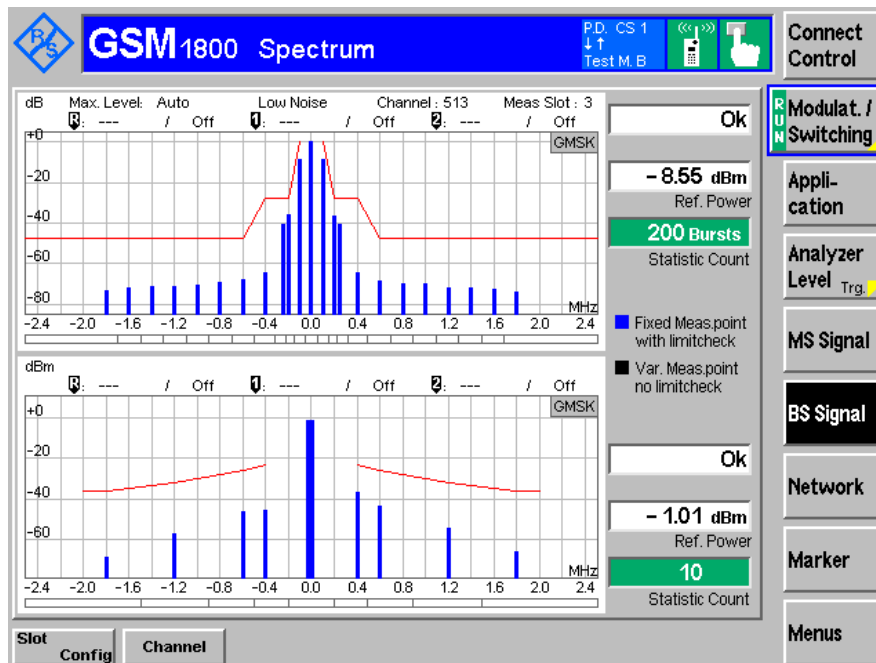 R/S
GSM 1800 Spectrum
P.D. CS 1
↓↑
Test M. B
Connect Control
dB Max. Level: Auto Low Noise Channel : 513 Meas Slot : 3
R: --- / Off 1: --- / Off 2: --- / Off
GMSK
+0
-20
-40
-60
-80
MHz
-2.4 -2.0 -1.6 -1.2 -0.8 -0.4 0.0 0.4 0.8 1.2 1.6 2.0 2.4
Ok
- 8.55 dBm
Ref. Power
200 Bursts
Statistic Count
Fixed Meas.point
with limitcheck
Var. Meas.point
no limitcheck
dBm
R: --- / Off 1: --- / Off 2: --- / Off
GMSK
+0
-20
-40
-60
MHz
-2.4 -2.0 -1.6 -1.2 -0.8 -0.4 0.0 0.4 0.8 1.2 1.6 2.0 2.4
Ok
- 1.01 dBm
Ref. Power
10
Statistic Count
RUN
Modulat. /
Switching
Appli-
cation
Analyzer
Level Trg.
MS Signal
BS Signal
Network
Marker
Menus
Slot
Config
Channel